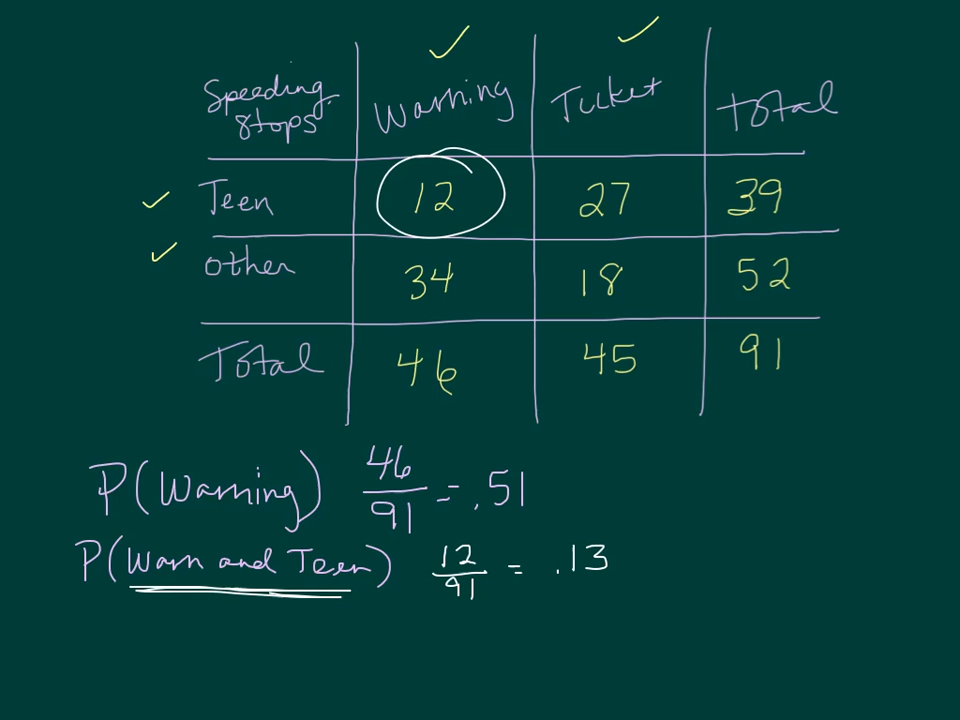 Speeding Stops Warning Ticket Total
Teen 12 27 39
Other 34 18 52
Total 46 45 91
P(Warning) 46/91 = .51
P(Warn and Teen) 12/91 = .13